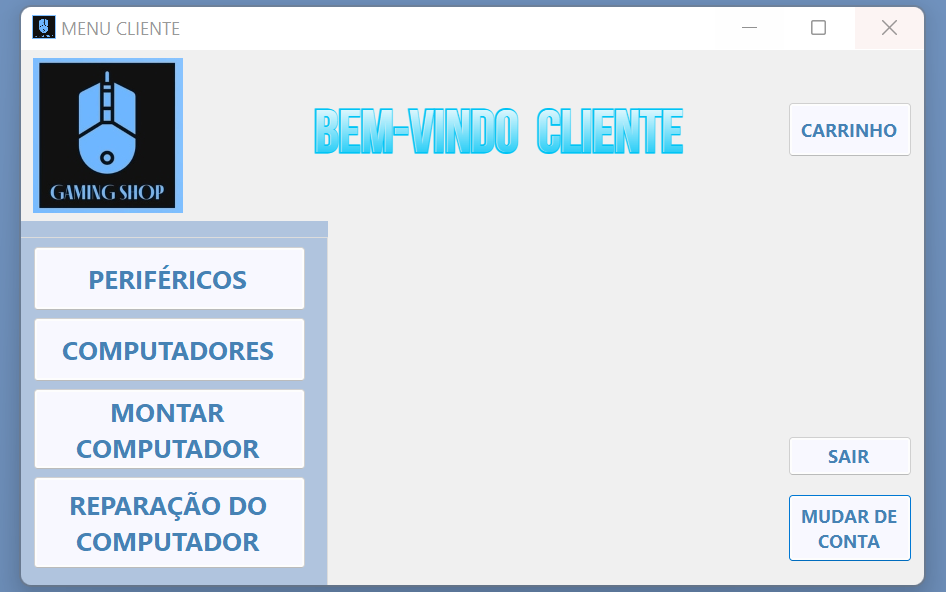 MENU CLIENTE
GAMING SHOP
BEM-VINDO CLIENTE
CARRINHO
PERIFÉRICOS
COMPUTADORES
MONTAR
COMPUTADOR
REPARAÇÃO DO
COMPUTADOR
SAIR
MUDAR DE
CONTA